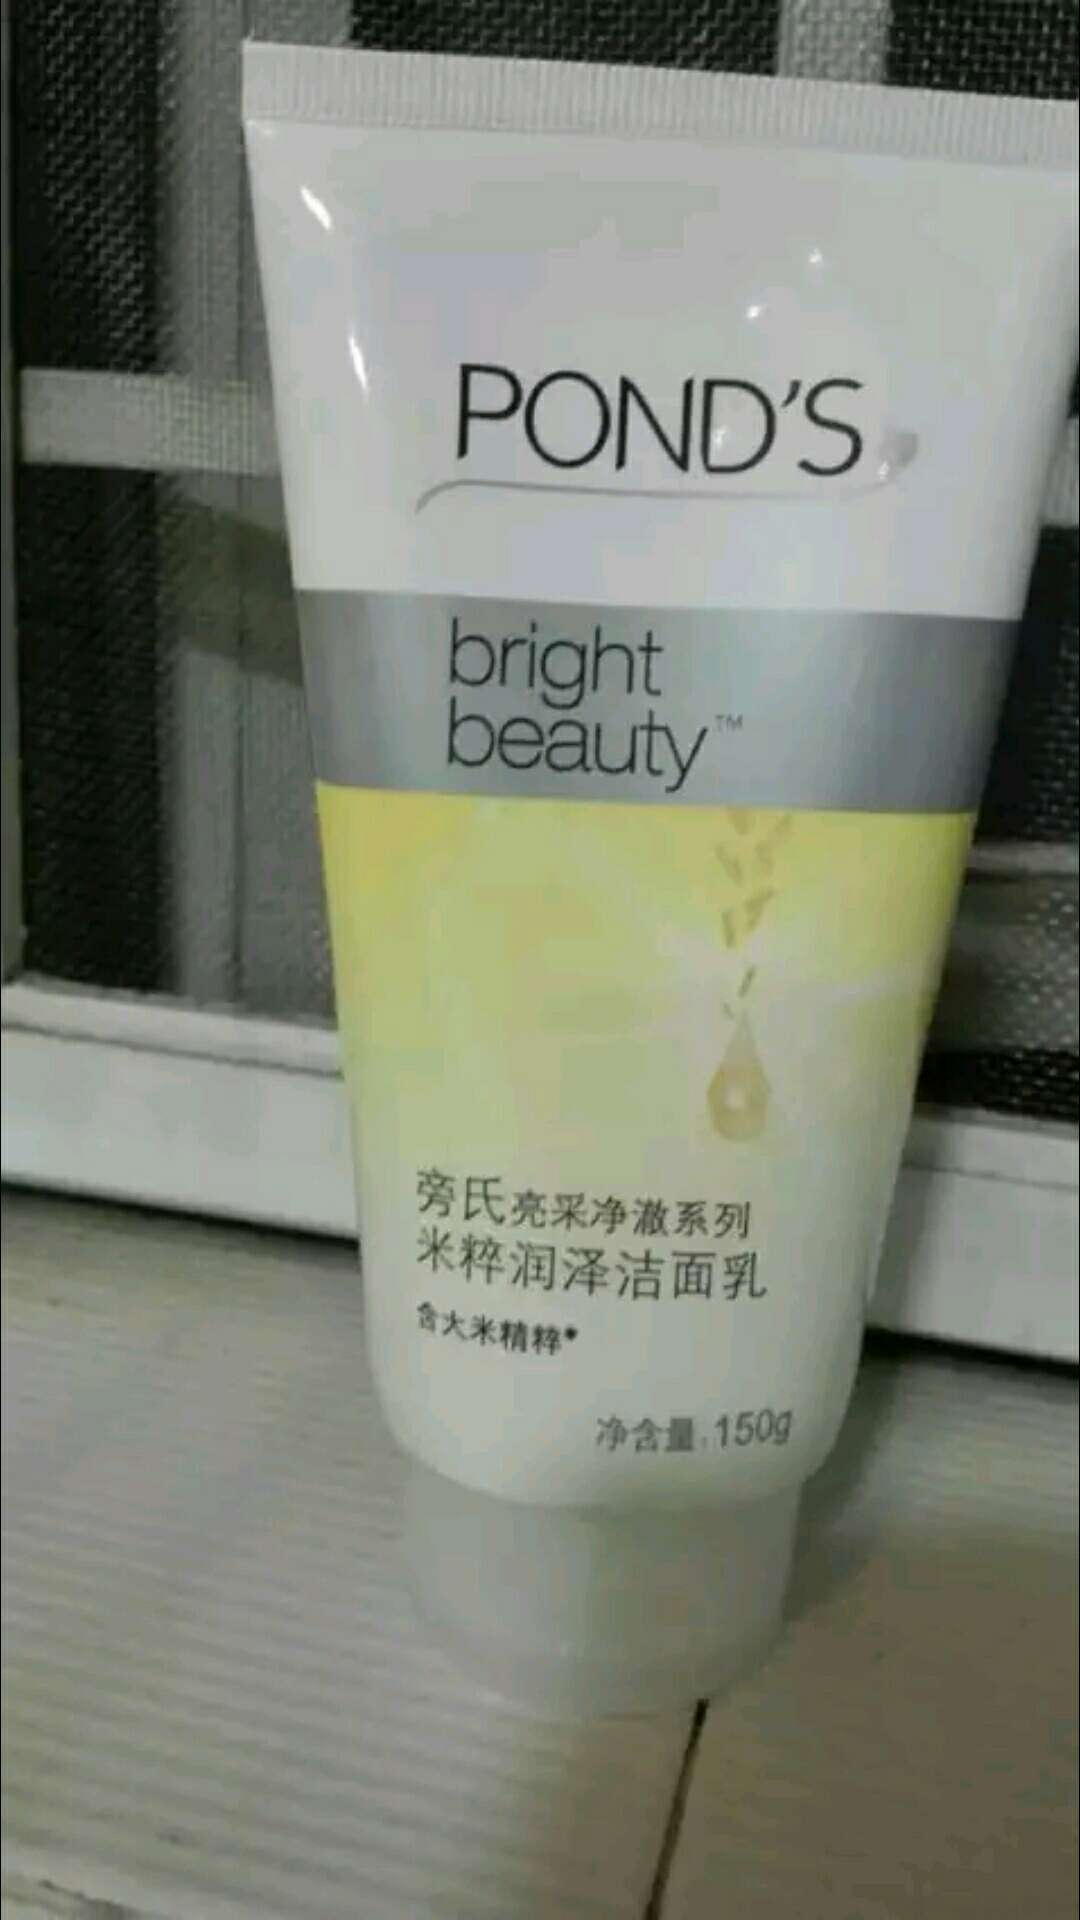 POND'S
bright
beauty™
旁氏亮采净澈系列
米粹润泽洁面乳
含大米精粹*
净含量:150g